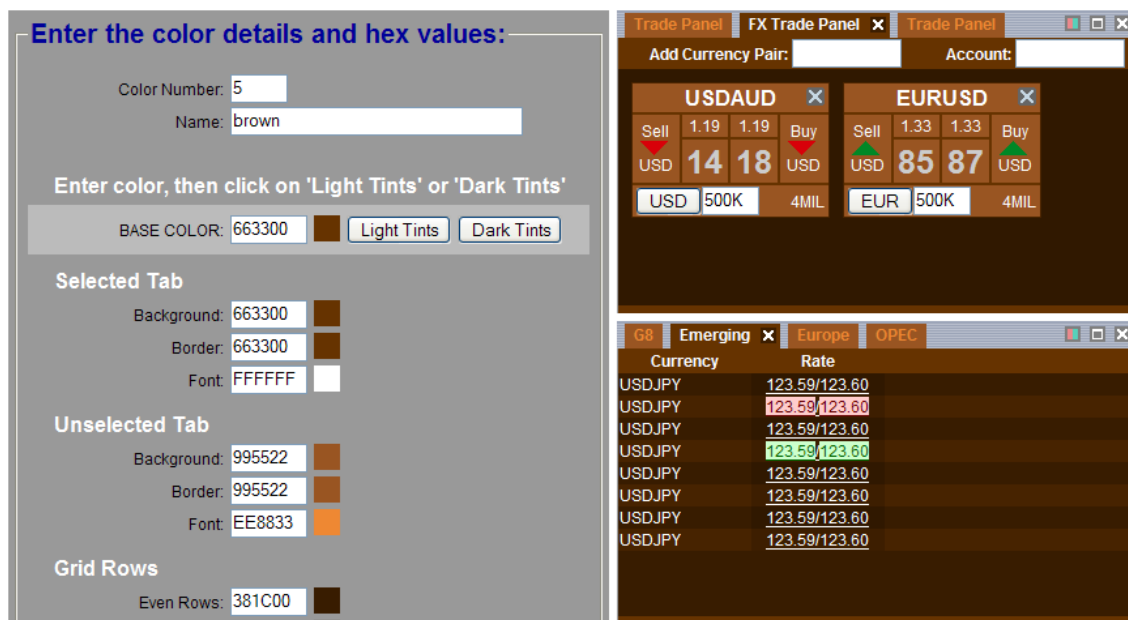 Enter the color details and hex values:
Color Number: 5
Name: brown
Enter color, then click on 'Light Tints' or 'Dark Tints'
BASE COLOR: 663300 Light Tints Dark Tints
Selected Tab
Background: 663300
Border: 663300
Font: FFFFFF
Unselected Tab
Background: 995522
Border: 995522
Font: EE8833
Grid Rows
Even Rows: 381C00
Trade Panel FX Trade Panel Trade Panel
Add Currency Pair: Account:
USDAUD EURUSD
Sell 1.19 1.19 Buy Sell 1.33 1.33 Buy
USD 14 18 USD USD 85 87 USD
USD 500K 4MIL EUR 500K 4MIL
G8 Emerging Europe OPEC
Currency Rate
USDJPY 123.59/123.60
USDJPY 123.59/123.60
USDJPY 123.59/123.60
USDJPY 123.59/123.60
USDJPY 123.59/123.60
USDJPY 123.59/123.60
USDJPY 123.59/123.60
USDJPY 123.59/123.60